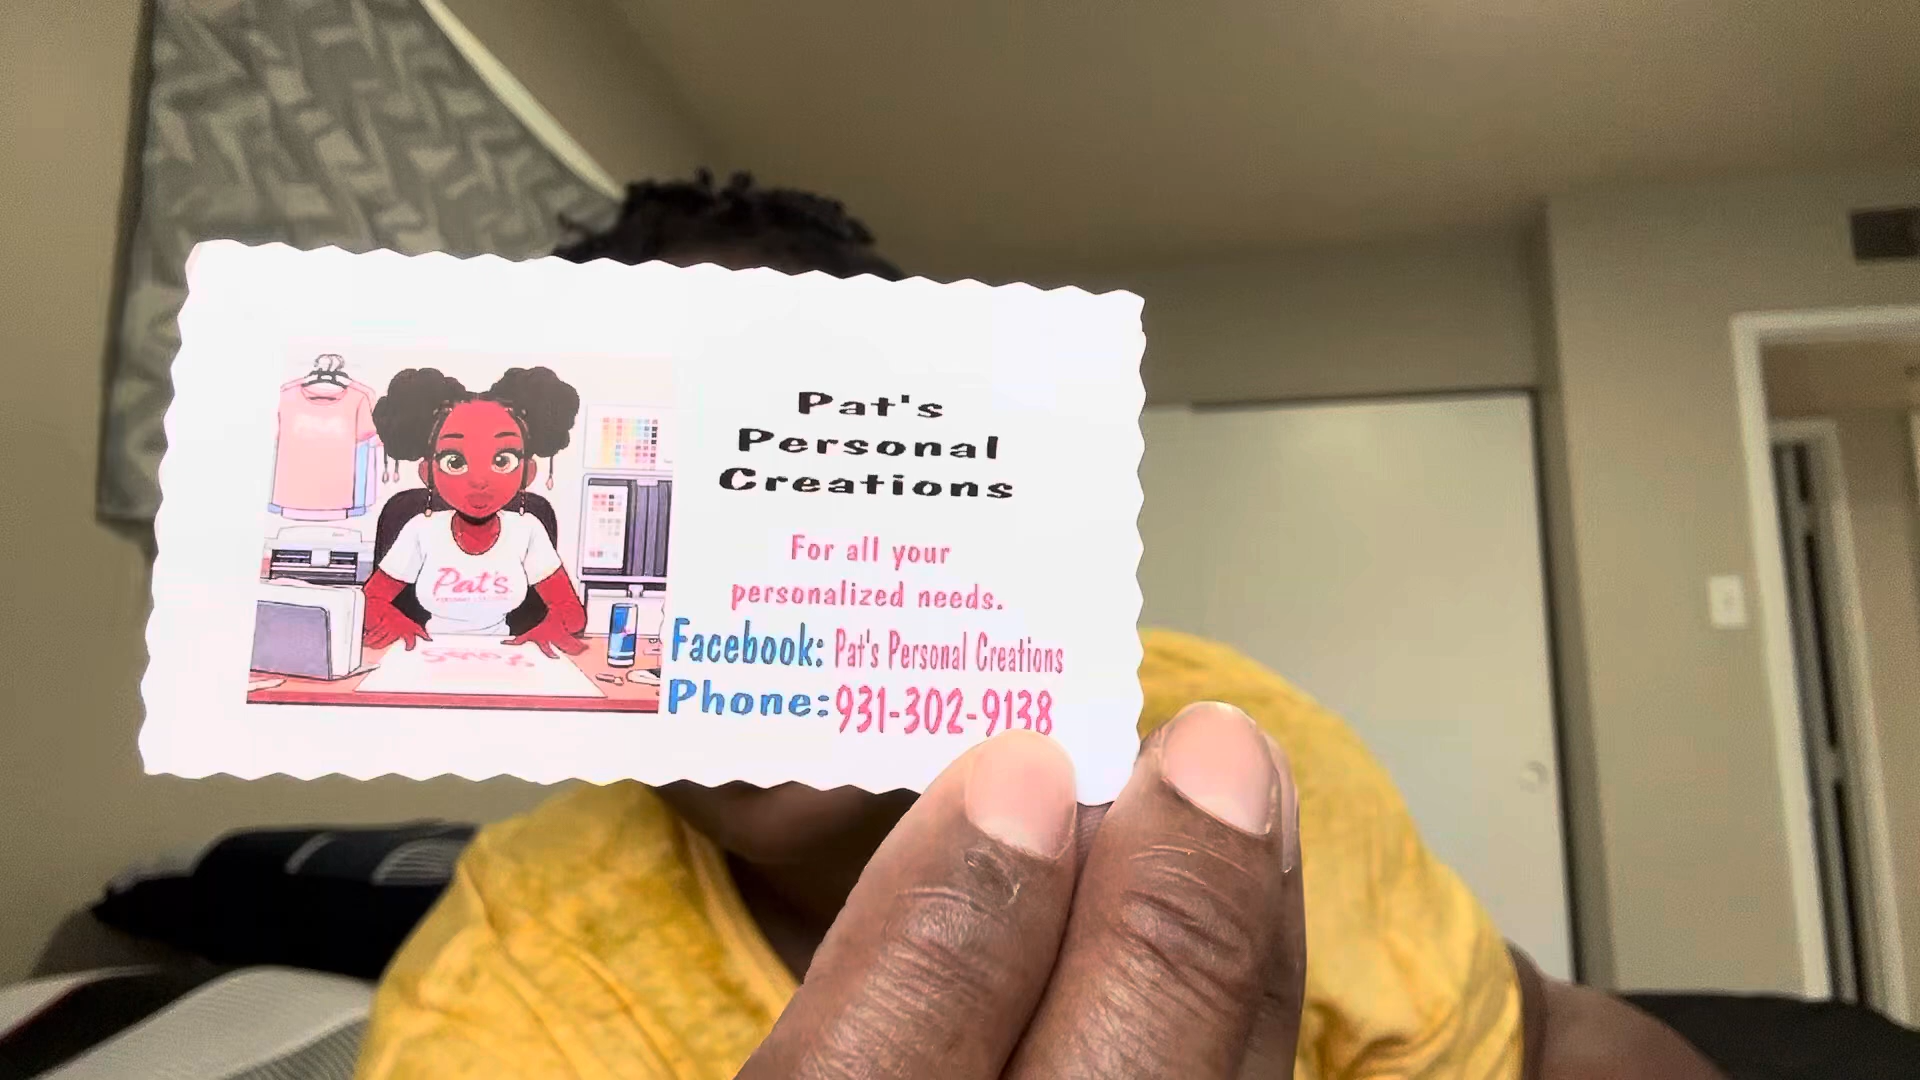 Pat's
Personal
Creations
For all your
personalized needs.
Facebook: Pat's Personal Creations
Phone: 931-302-9138
Pat's